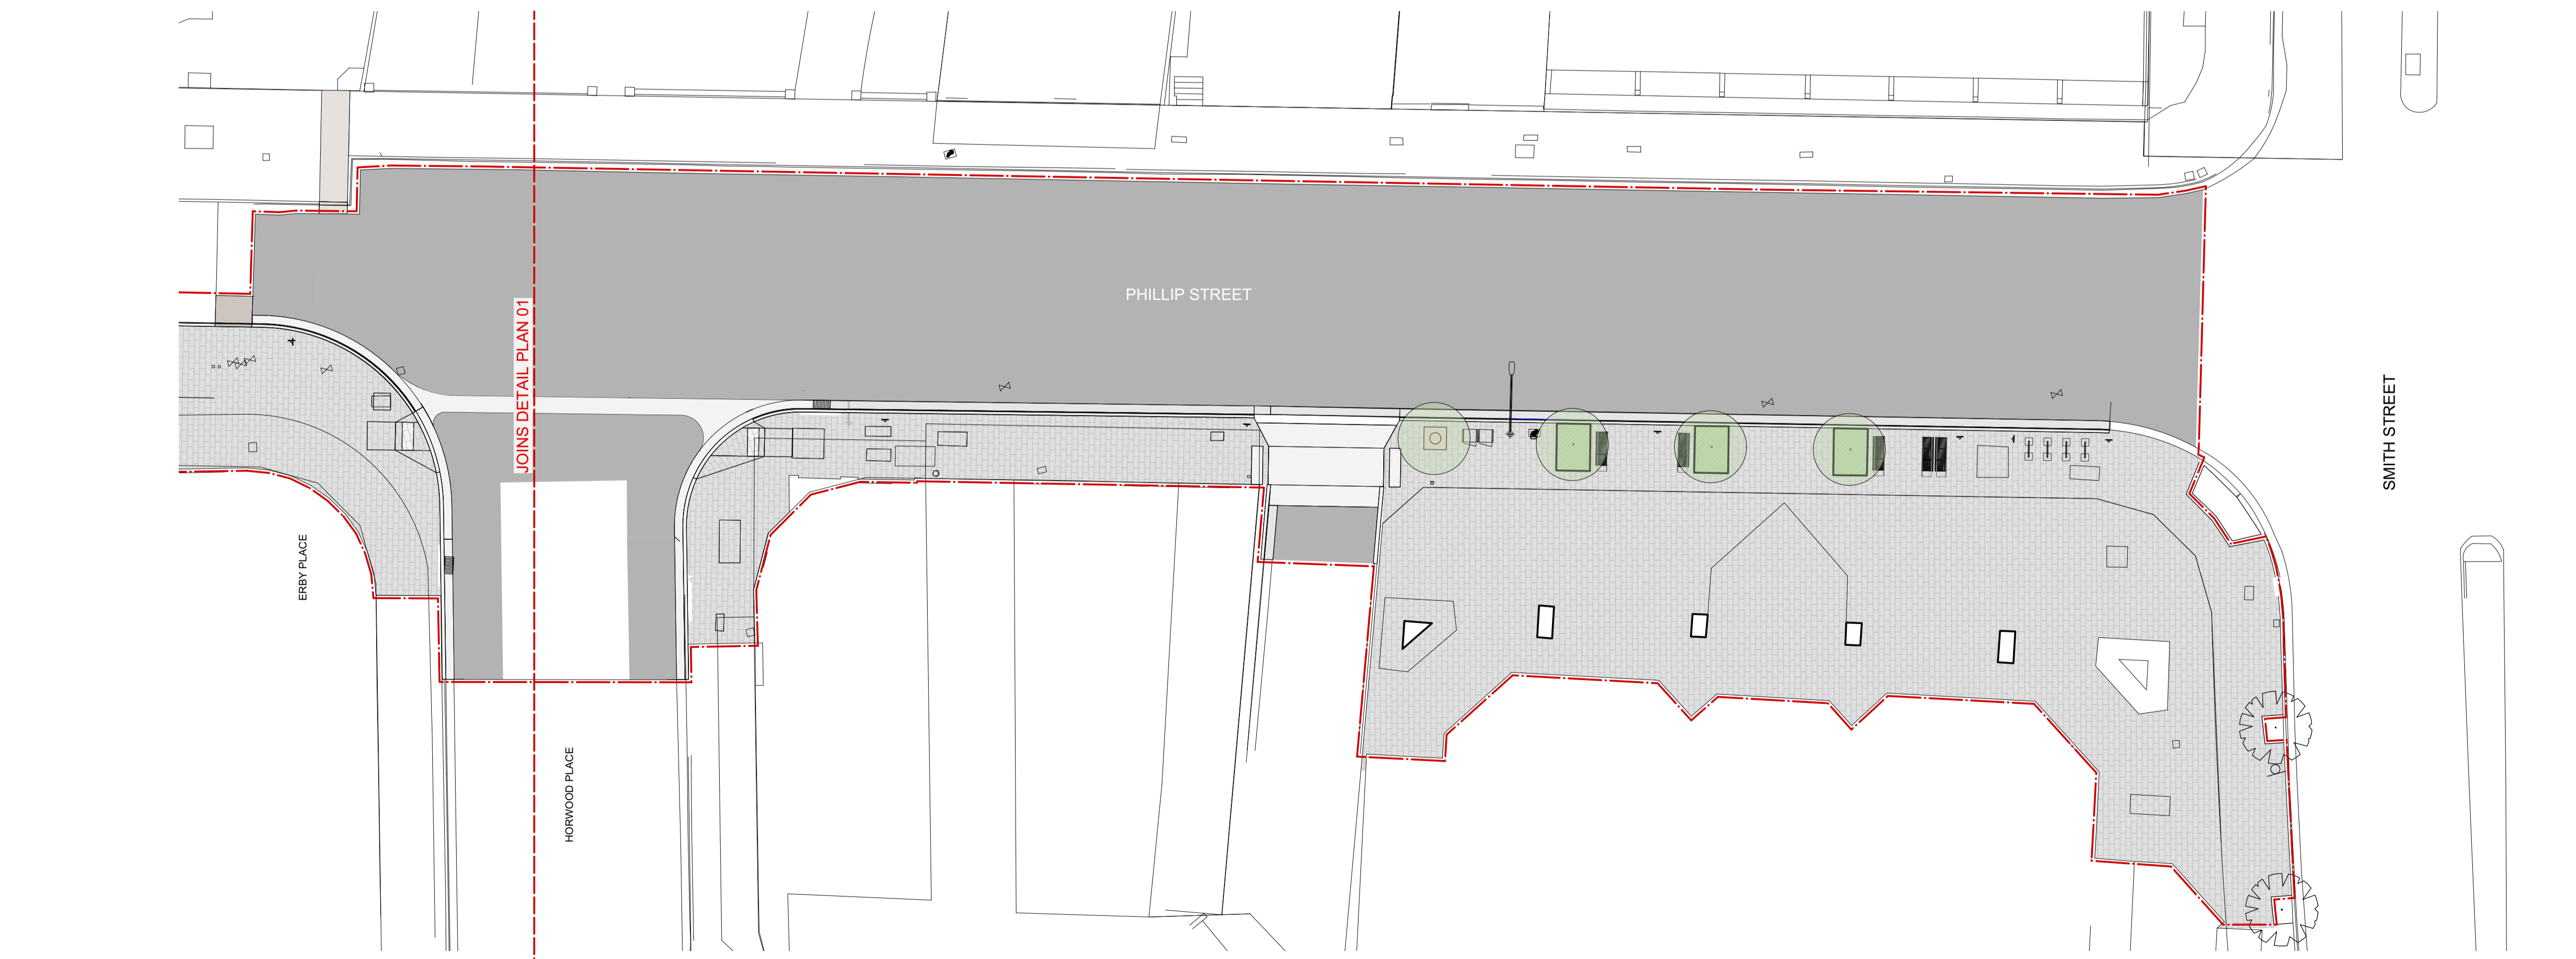 PHILLIP STREET
JOINS DETAIL PLAN 01
SMITH STREET
ERBY PLACE
HORWOOD PLACE